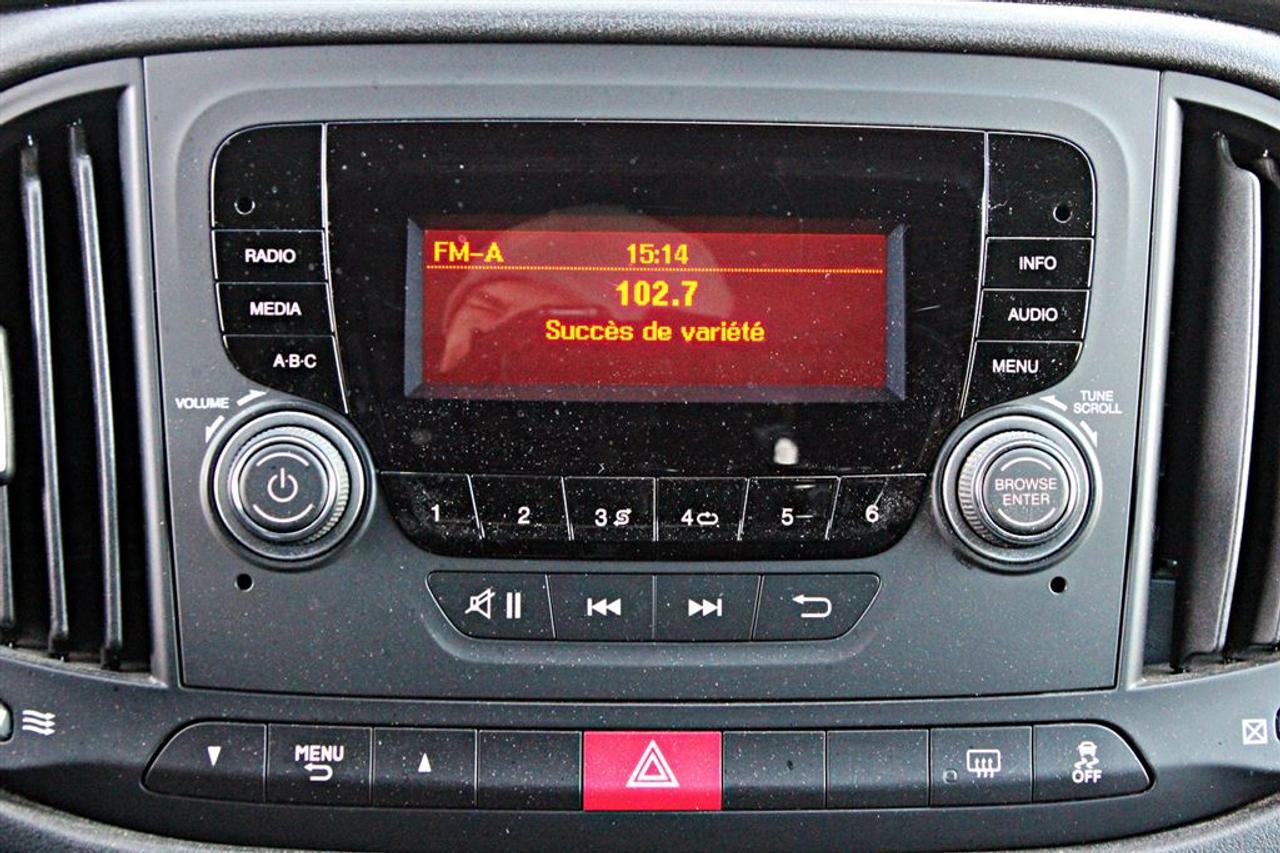 FM-A 15:14
102.7
Succès de variété
RADIO
MEDIA
A·B·C
INFO
AUDIO
MENU
VOLUME
TUNE
SCROLL
BROWSE
ENTER
1 2 3 4 5 6
MENU
OFF